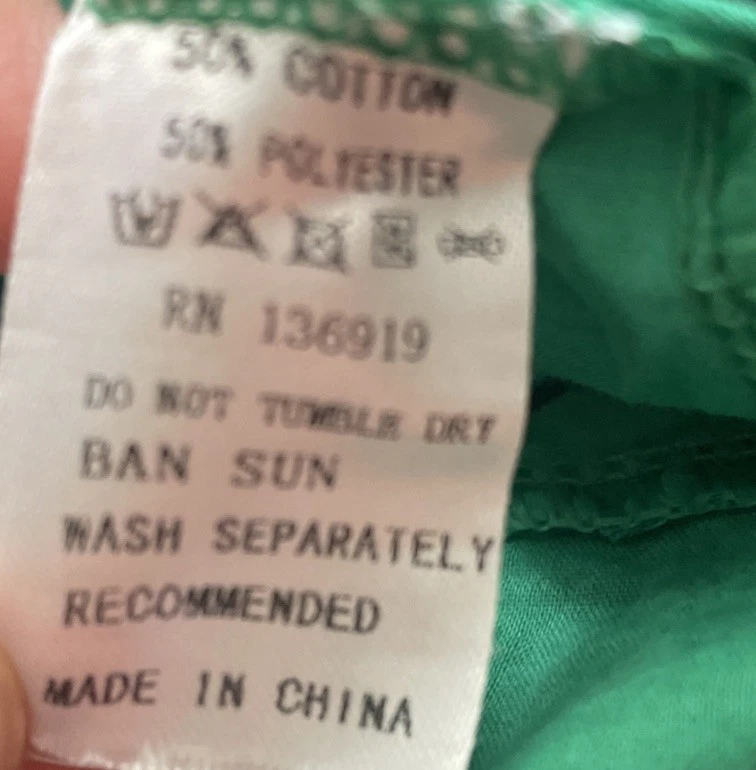 50% COTTON
50% POLYESTER
RN 136919
DO NOT TUMBLE DRY
BAN SUN
WASH SEPARATELY
RECOMMENDED
MADE IN CHINA